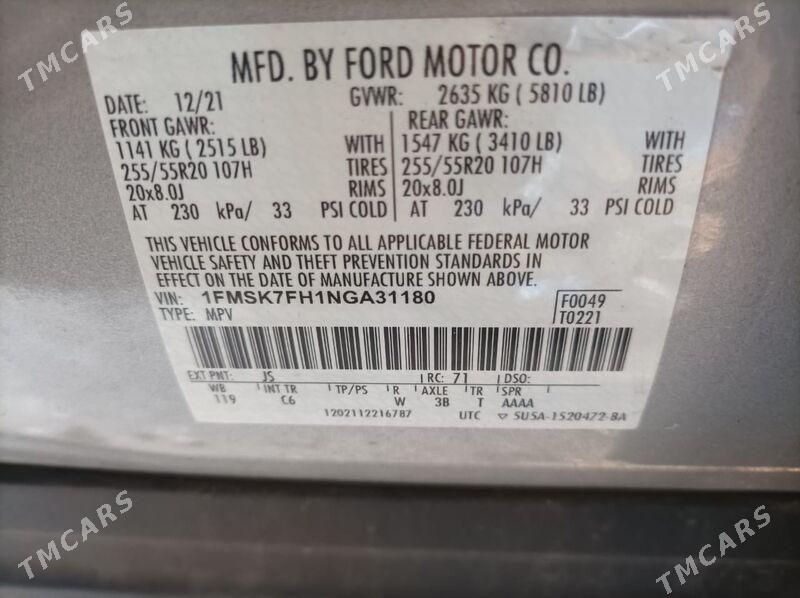 TMCARS
TMCARS
MFD. BY FORD MOTOR CO.
DATE: 12/21 GVWR: 2635 KG ( 5810 LB)
FRONT GAWR: REAR GAWR:
1141 KG ( 2515 LB) WITH 1547 KG ( 3410 LB) WITH
255/55R20 107H TIRES 255/55R20 107H TIRES
20x8.0J RIMS 20x8.0J RIMS
AT 230 kPa/ 33 PSI COLD AT 230 kPa/ 33 PSI COLD
THIS VEHICLE CONFORMS TO ALL APPLICABLE FEDERAL MOTOR
VEHICLE SAFETY AND THEFT PREVENTION STANDARDS IN
EFFECT ON THE DATE OF MANUFACTURE SHOWN ABOVE.
VIN: 1FMSK7FH1NGA31180 F0049
TYPE: MPV T0221
EXT PNT: JS RC: 71 DSO:
WB INT TR TP/PS R AXLE TR SPR
119 C6 W 3B T AAAA
1202112216787 UTC ▽ 5U5A-1520472-BA
TMCARS
TMCARS